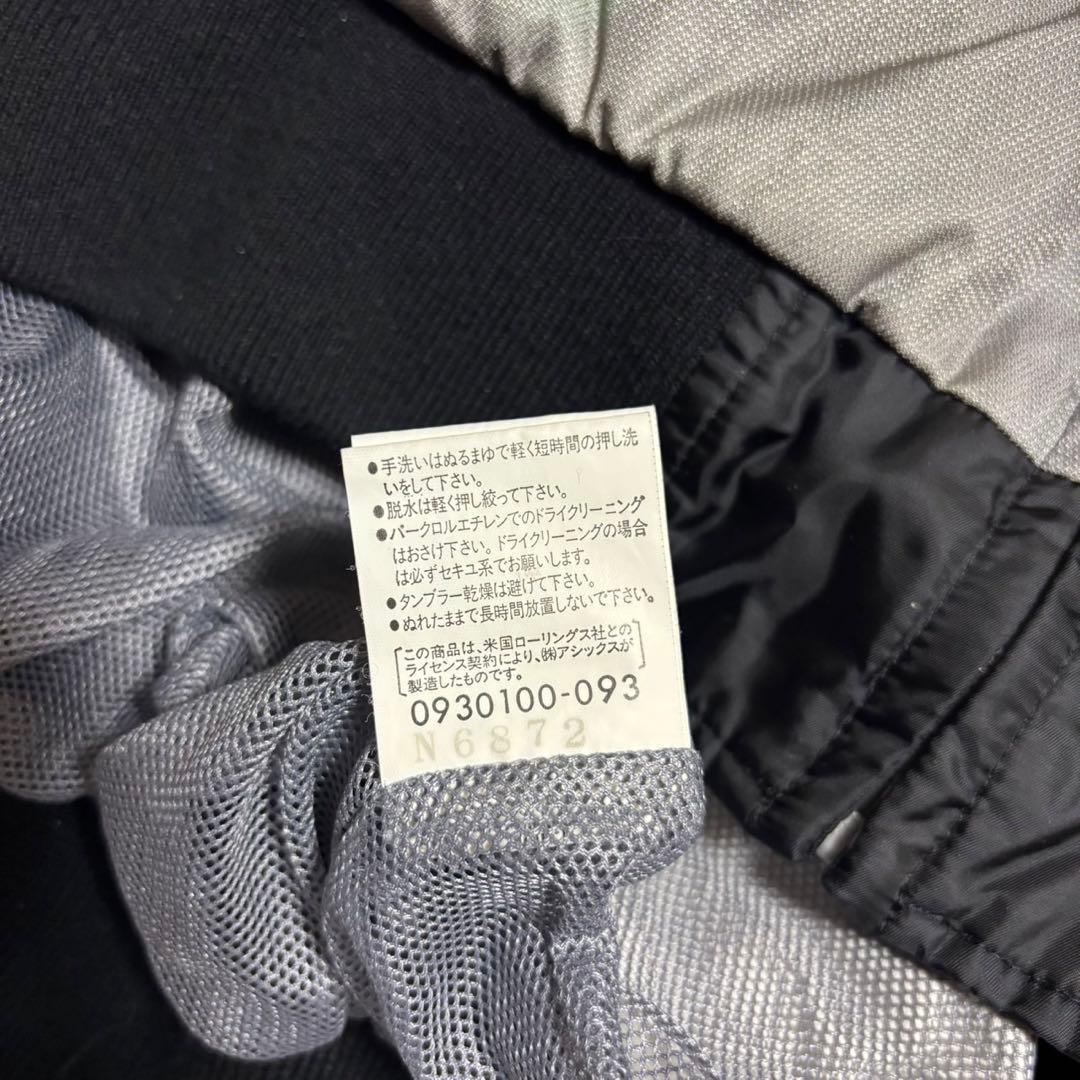 ●手洗いはぬるまゆで軽く短時間の押し洗
いをして下さい。
●脱水は軽く押し絞って下さい。
●パークロルエチレンでのドライクリーニング
はおさけ下さい。ドライクリーニングの場合
は必ずセキユ系でお願いします。
●タンブラー乾燥は避けて下さい。
●ぬれたままで長時間放置しないで下さい。
この商品は、米国ローリングス社との
ライセンス契約により、㈱アシックスが
製造したものです。
0930100-093
N6872